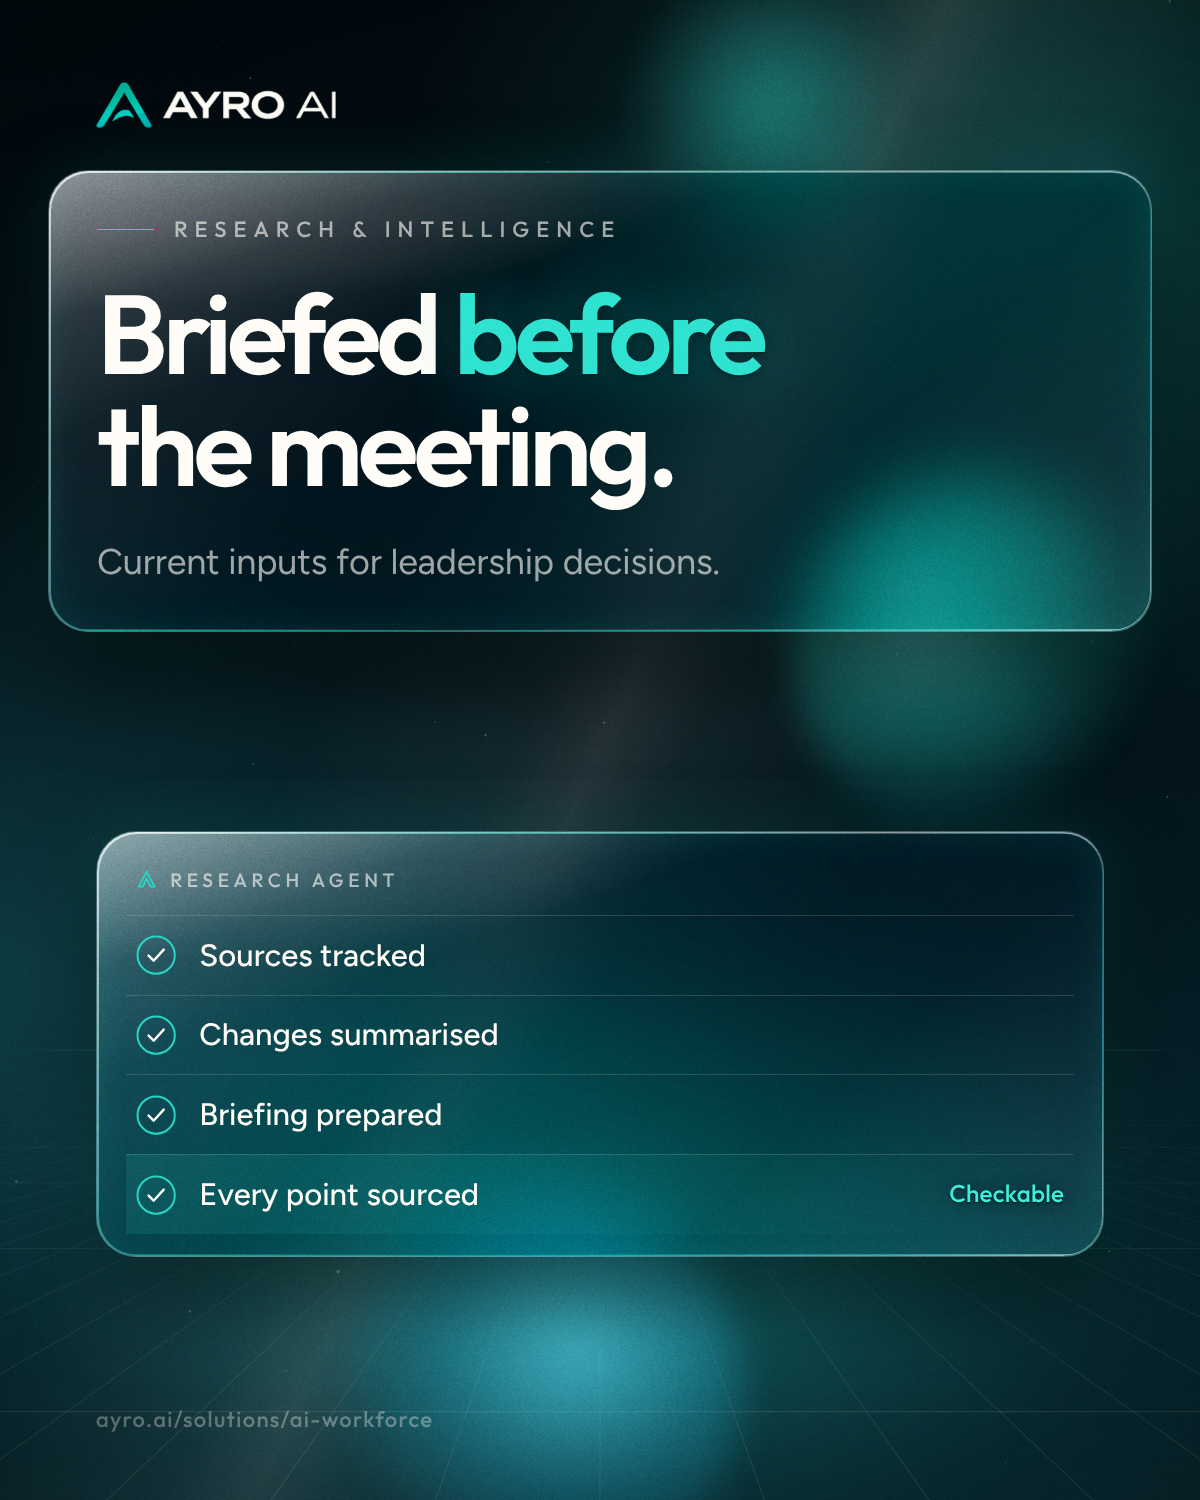 AYRO AI
RESEARCH & INTELLIGENCE
Briefed before
the meeting.
Current inputs for leadership decisions.
RESEARCH AGENT
Sources tracked
Changes summarised
Briefing prepared
Every point sourced
Checkable
ayro.ai/solutions/ai-workforce